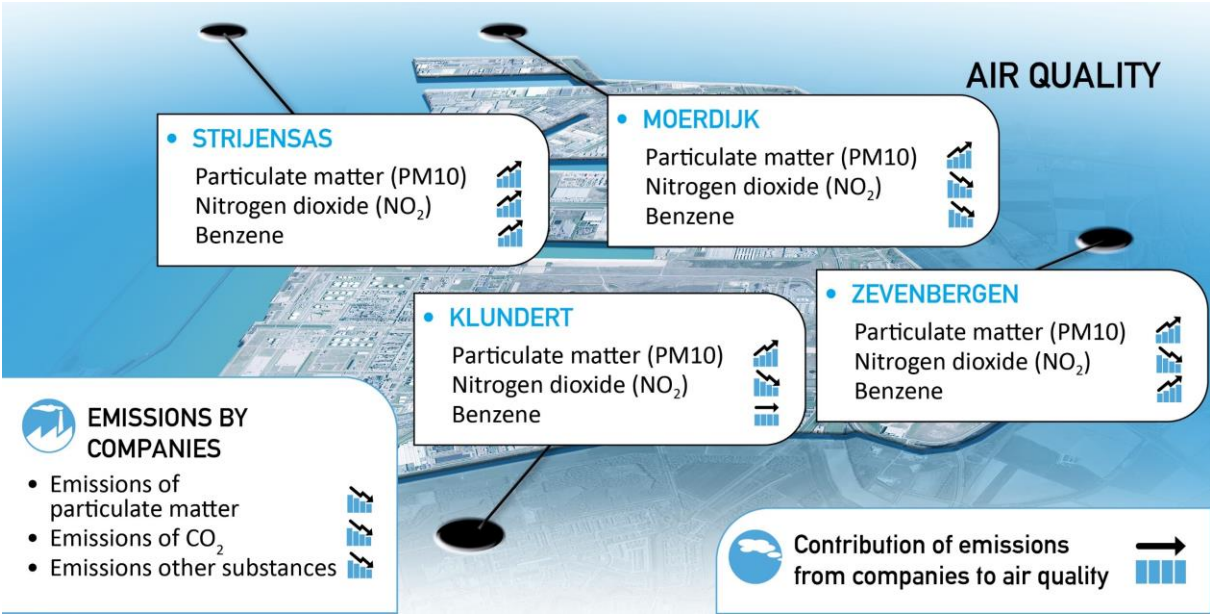 AIR QUALITY
STRIJENSAS
Particulate matter (PM10)
Nitrogen dioxide (NO₂)
Benzene
MOERDIJK
Particulate matter (PM10)
Nitrogen dioxide (NO₂)
Benzene
KLUNDERT
Particulate matter (PM10)
Nitrogen dioxide (NO₂)
Benzene
ZEVENBERGEN
Particulate matter (PM10)
Nitrogen dioxide (NO₂)
Benzene
EMISSIONS BY
COMPANIES
• Emissions of
particulate matter
• Emissions of CO₂
• Emissions other substances
Contribution of emissions
from companies to air quality